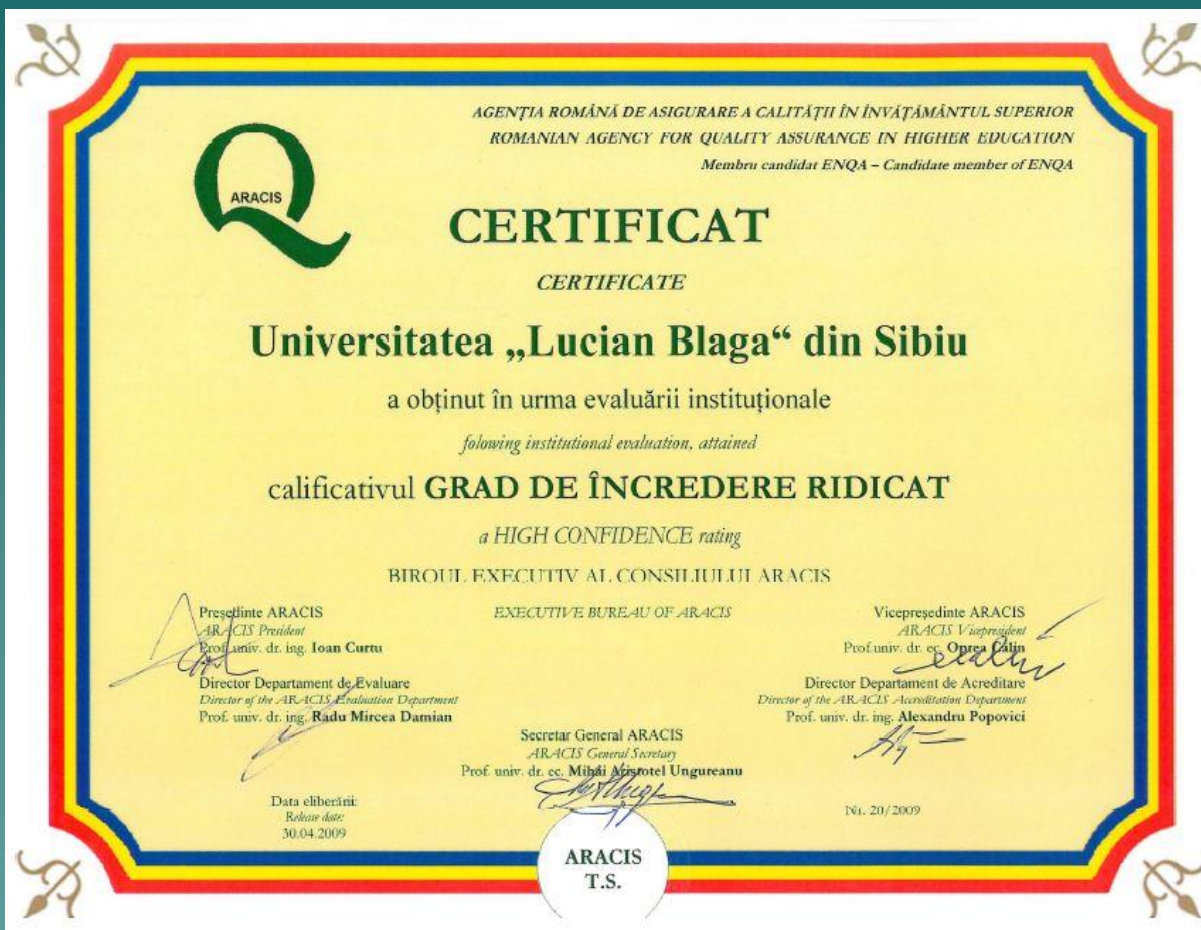 AGENȚIA ROMÂNĂ DE ASIGURARE A CALITĂȚII ÎN ÎNVĂȚĂMÂNTUL SUPERIOR
ROMANIAN AGENCY FOR QUALITY ASSURANCE IN HIGHER EDUCATION
Membru candidat ENQA – Candidate member of ENQA
ARACIS
CERTIFICAT
CERTIFICATE
Universitatea „Lucian Blaga“ din Sibiu
a obținut în urma evaluării instituționale
folowing institutional evaluation, attained
calificativul GRAD DE ÎNCREDERE RIDICAT
a HIGH CONFIDENCE rating
BIROUL EXECUTIV AL CONSILIULUI ARACIS
EXECUTIVE BUREAU OF ARACIS
Președinte ARACIS
ARACIS President
Prof. univ. dr. ing. Ioan Curtu
Vicepreședinte ARACIS
ARACIS Vicepresident
Prof.univ. dr. ec. Oprea Călin
Director Departament de Evaluare
Director of the ARACIS Evaluation Department
Prof. univ. dr. ing. Radu Mircea Damian
Director Departament de Acreditare
Director of the ARACIS Accreditation Department
Prof. univ. dr. ing. Alexandru Popovici
Secretar General ARACIS
ARACIS General Secretary
Prof. univ. dr. ec. Mihai Aristotel Ungureanu
Data eliberării:
Release date:
30.04.2009
Nr. 20/2009
ARACIS
T.S.